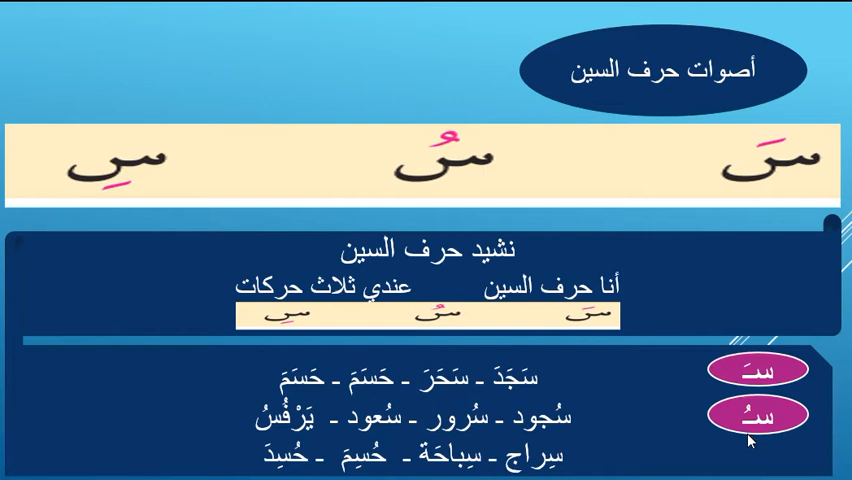 أصوات حرف السين
سَ سُ سِ
نشيد حرف السين
أنا حرف السين عندي ثلاث حركات
سَ سُ سِ
سـَ
سَجَدَ ـ سَحَرَ ـ حَسَمَ ـ حَسَمَ
سـُ
سُجود ـ سُرور ـ سُعود ـ يَرْفُسُ
سِراج ـ سِباحَة ـ حُسِمَ ـ حُسِدَ